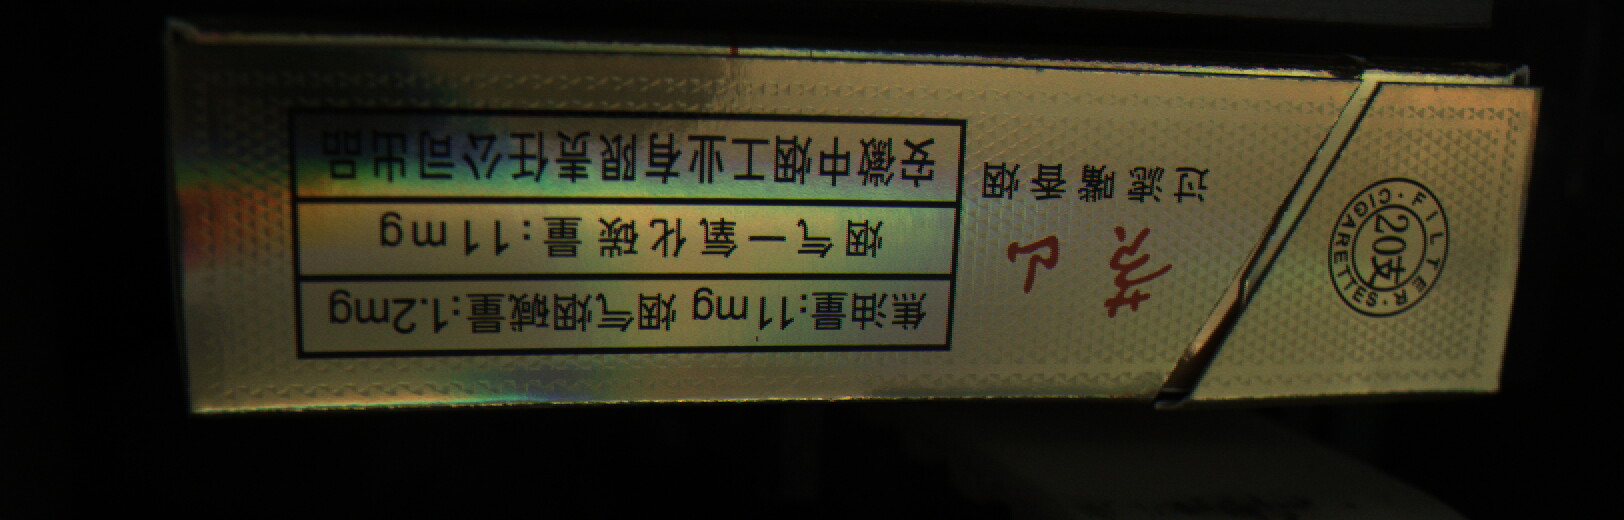 FILTER
20支
CIGARETTES
黄山
过滤嘴香烟
焦油量:11mg 烟气烟碱量:1.2mg
烟气一氧化碳量:11mg
安徽中烟工业有限责任公司出品